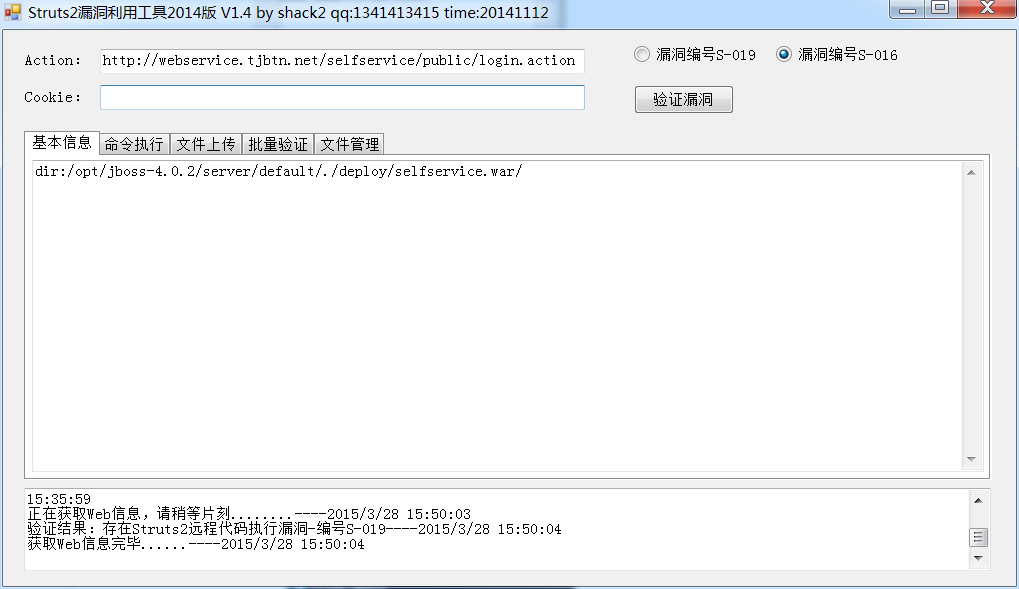 Struts2漏洞利用工具2014版 V1.4 by shack2 qq:1341413415 time:20141112
Action: http://webservice.tjbtn.net/selfservice/public/login.action 漏洞编号S-019 漏洞编号S-016
Cookie: 验证漏洞
基本信息 命令执行 文件上传 批量验证 文件管理
dir:/opt/jboss-4.0.2/server/default/./deploy/selfservice.war/
15:35:59
正在获取Web信息，请稍等片刻........----2015/3/28 15:50:03
验证结果：存在Struts2远程代码执行漏洞-编号S-019----2015/3/28 15:50:04
获取Web信息完毕......----2015/3/28 15:50:04